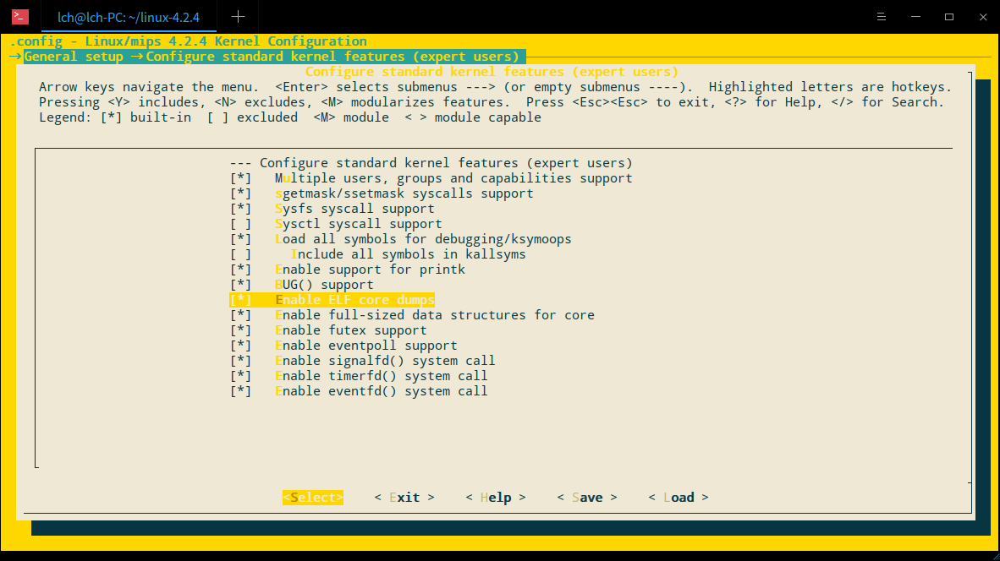 lch@lch-PC: ~/linux-4.2.4
.config - Linux/mips 4.2.4 Kernel Configuration
→General setup →Configure standard kernel features (expert users)
Configure standard kernel features (expert users)
Arrow keys navigate the menu.  <Enter> selects submenus ---> (or empty submenus ----).  Highlighted letters are hotkeys.
Pressing <Y> includes, <N> excludes, <M> modularizes features.  Press <Esc><Esc> to exit, <?> for Help, </> for Search.
Legend: [*] built-in  [ ] excluded  <M> module  < > module capable
--- Configure standard kernel features (expert users)
[*]   Multiple users, groups and capabilities support
[*]   sgetmask/ssetmask syscalls support
[*]   Sysfs syscall support
[ ]   Sysctl syscall support
[*]   Load all symbols for debugging/ksymoops
[ ]     Include all symbols in kallsyms
[*]   Enable support for printk
[*]   BUG() support
[*]   Enable ELF core dumps
[*]   Enable full-sized data structures for core
[*]   Enable futex support
[*]   Enable eventpoll support
[*]   Enable signalfd() system call
[*]   Enable timerfd() system call
[*]   Enable eventfd() system call
<Select>    < Exit >    < Help >    < Save >    < Load >